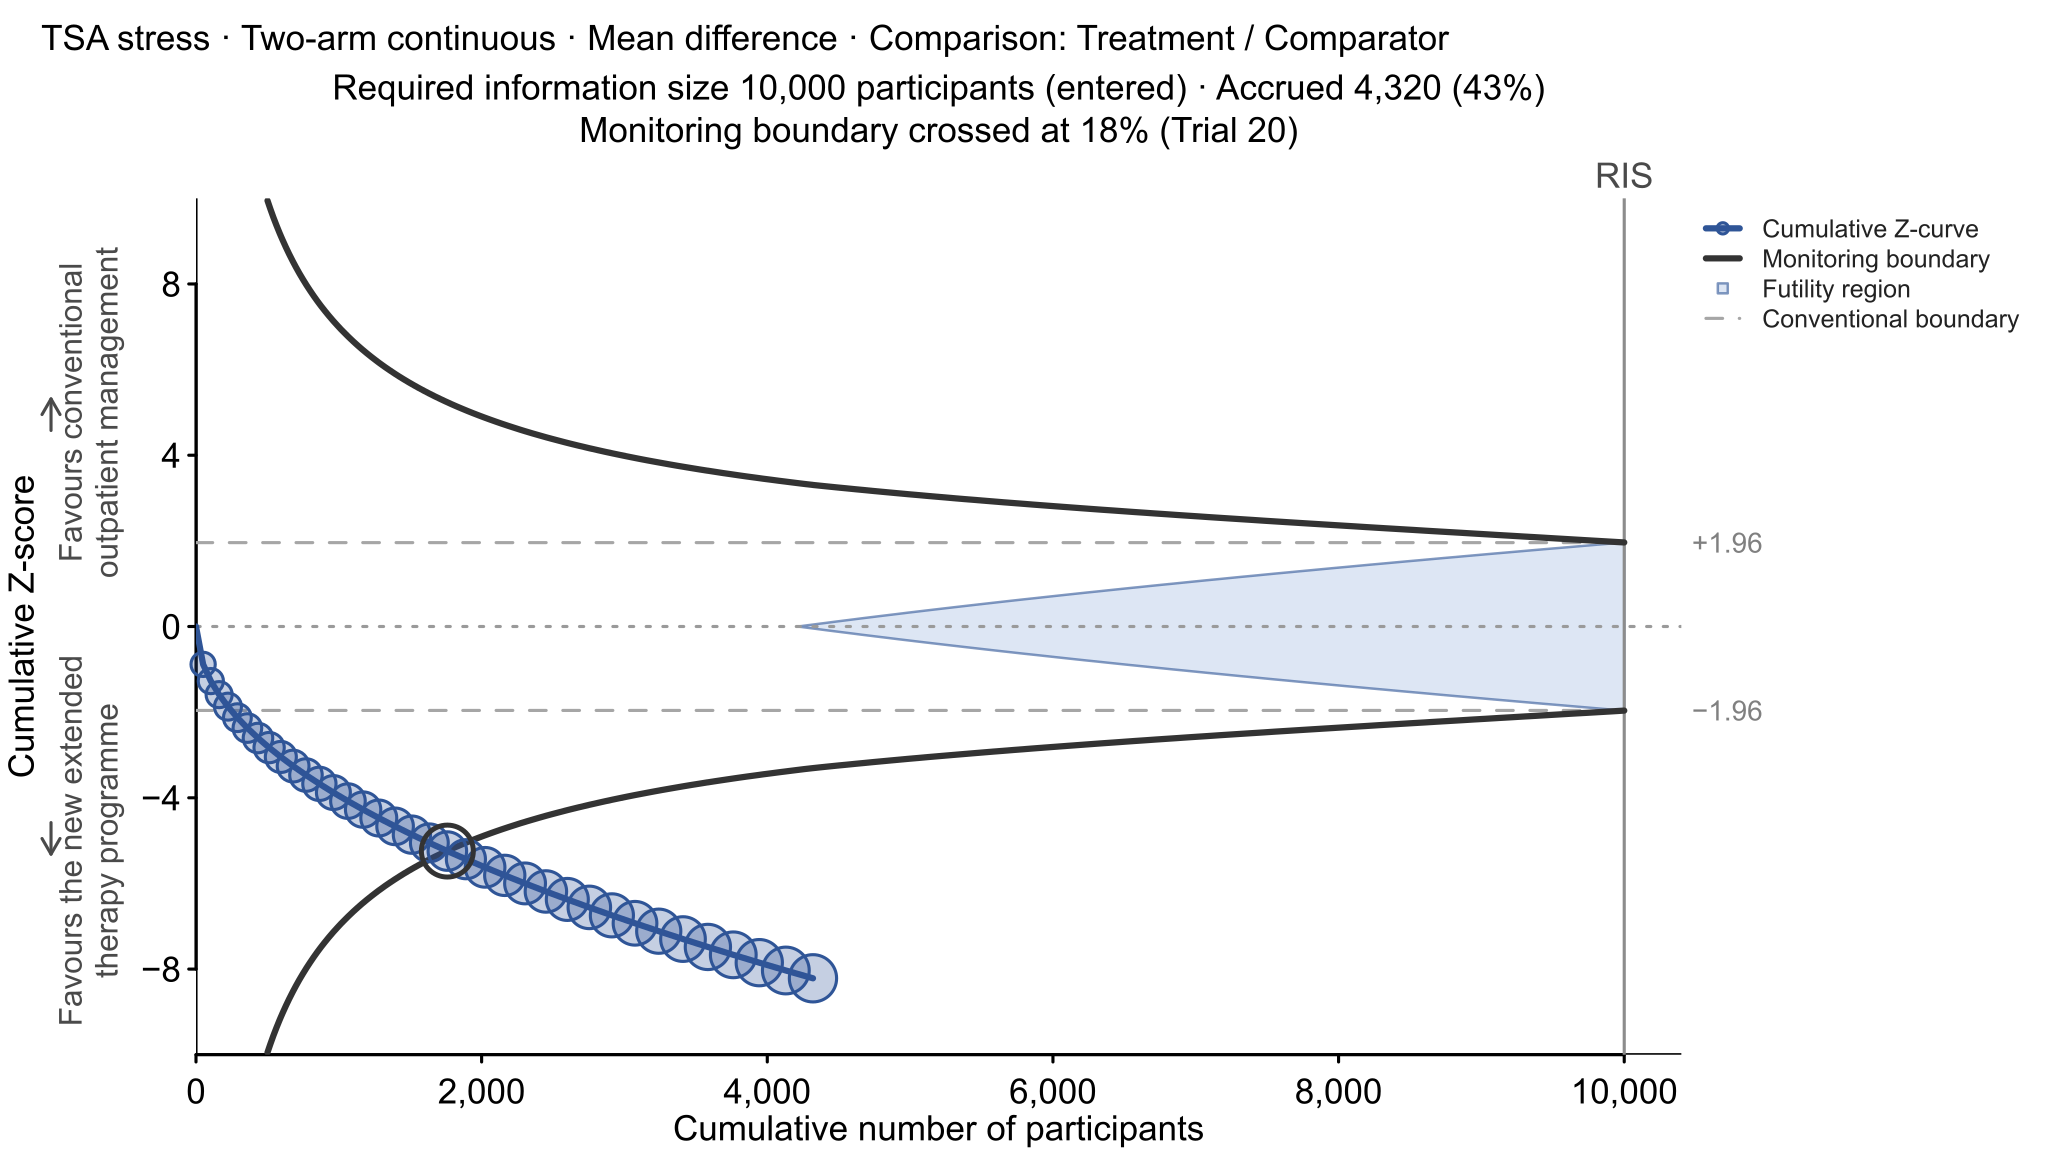 TSA stress · Two-arm continuous · Mean difference · Comparison: Treatment / Comparator
Required information size 10,000 participants (entered) · Accrued 4,320 (43%)
Monitoring boundary crossed at 18% (Trial 20)
RIS
Cumulative Z-curve
Monitoring boundary
Futility region
Conventional boundary
Cumulative Z-score
Favours conventional
outpatient management
↑
Favours the new extended
therapy programme
↓
8
4
0
−4
−8
+1.96
−1.96
0
2,000
4,000
6,000
8,000
10,000
Cumulative number of participants